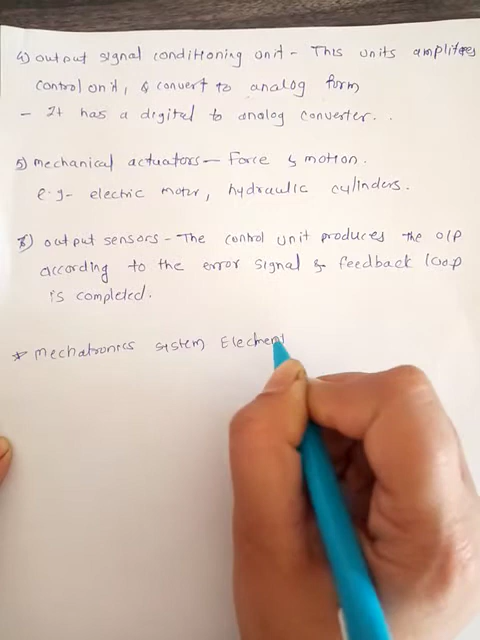 4) output signal conditioning unit - This units amplifies
control unit, & convert to analog form
- It has a digital to analog converter..
5) mechanical actuators - Force & motion.
e.g- electric motor, hydraulic cylinders.
6) output sensors - The control unit produces the O/P
according to the error signal & feedback loop
is completed.
* Mechatronics system Element